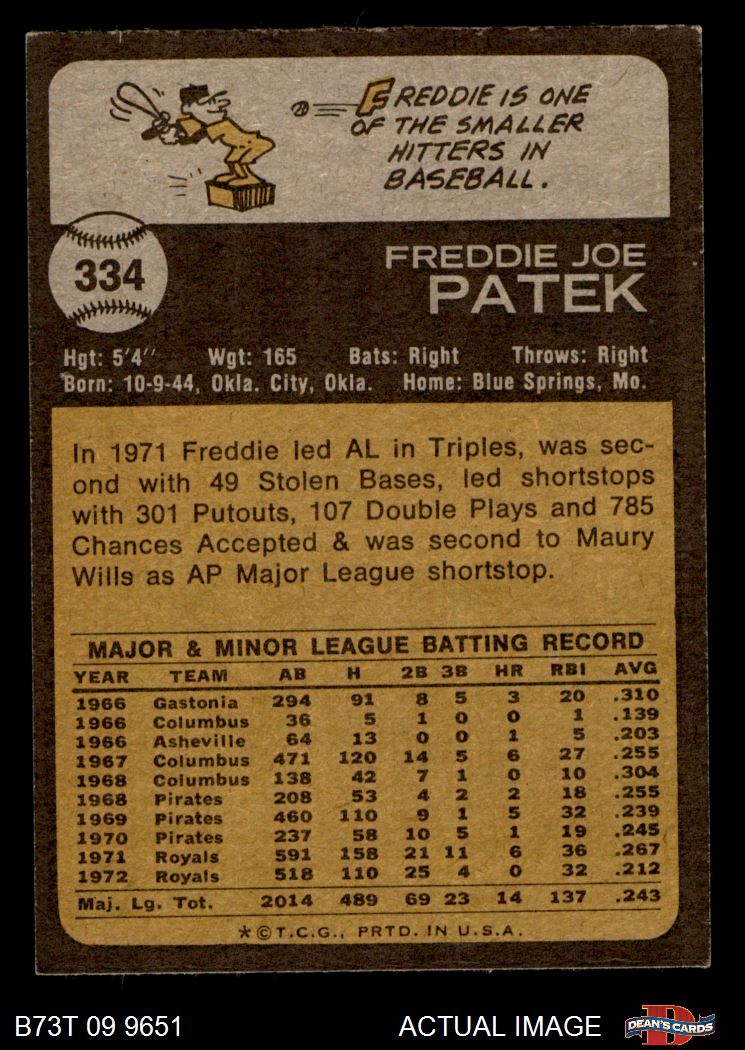 FREDDIE IS ONE
OF THE SMALLER
HITTERS IN
BASEBALL.
334
FREDDIE JOE
PATEK
Hgt: 5'4" Wgt: 165 Bats: Right Throws: Right
Born: 10-9-44, Okla. City, Okla. Home: Blue Springs, Mo.
In 1971 Freddie led AL in Triples, was sec-
ond with 49 Stolen Bases, led shortstops
with 301 Putouts, 107 Double Plays and 785
Chances Accepted & was second to Maury
Wills as AP Major League shortstop.
MAJOR & MINOR LEAGUE BATTING RECORD
YEAR TEAM AB H 2B 3B HR RBI AVG
1966 Gastonia 294 91 8 5 3 20 .310
1966 Columbus 36 5 1 0 0 1 .139
1966 Asheville 64 13 0 0 1 5 .203
1967 Columbus 471 120 14 5 6 27 .255
1968 Columbus 138 42 7 1 0 10 .304
1968 Pirates 208 53 4 2 2 18 .255
1969 Pirates 460 110 9 1 5 32 .239
1970 Pirates 237 58 10 5 1 19 .245
1971 Royals 591 158 21 11 6 36 .267
1972 Royals 518 110 25 4 0 32 .212
Maj. Lg. Tot. 2014 489 69 23 14 137 .243
*©T.C.G., PRTD. IN U.S.A.
B73T 09 9651 ACTUAL IMAGE
D
DEAN'S CARDS